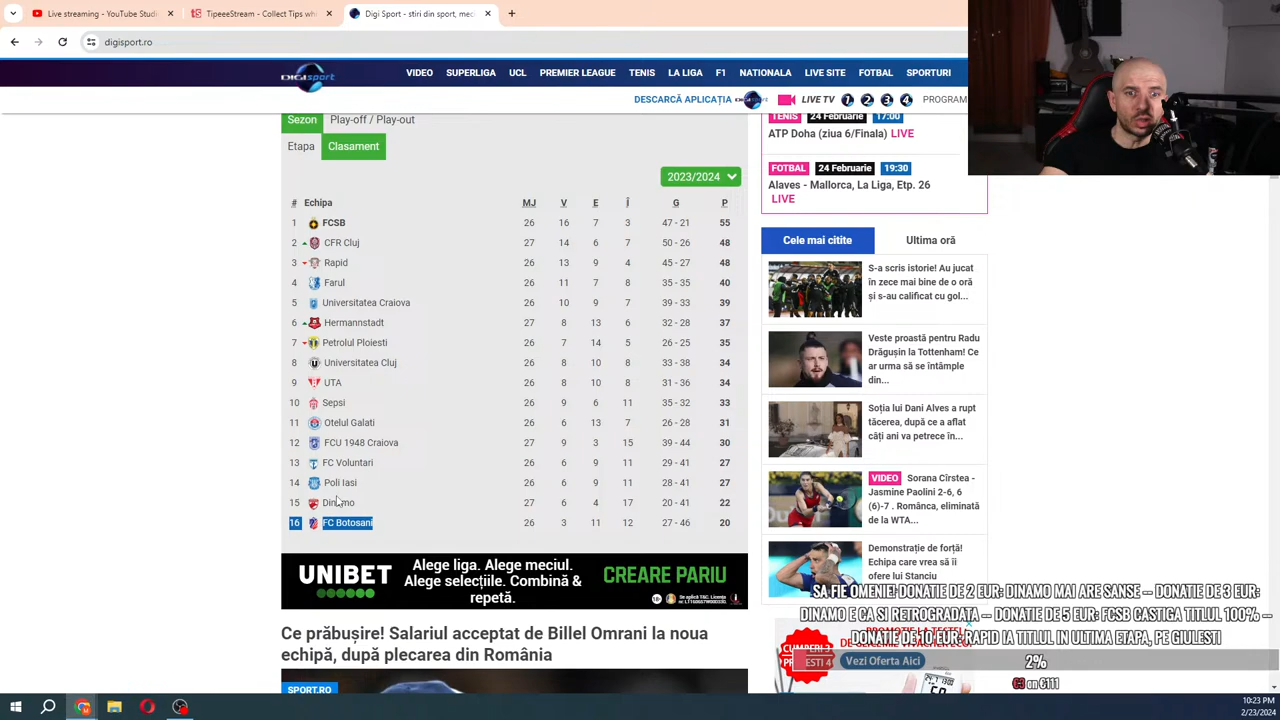 Live streaming - YouTube Studi
TipeeeStream - Collect Tips wh
Digi Sport - stiri din sport, mec
digisport.ro
DIGI sport
VIDEO SUPERLIGA UCL PREMIER LEAGUE TENIS LA LIGA F1 NATIONALA LIVE SITE FOTBAL SPORTURI
DESCARCĂ APLICAȚIA LIVE TV 1 2 3 4 PROGRAM
Sezon Play-off / Play-out
Etapa Clasament
2023/2024
# Echipa MJ V E Î G P
1 FCSB 26 16 7 3 47 - 21 55
2 CFR Cluj 27 14 6 7 50 - 26 48
3 Rapid 26 13 9 4 45 - 27 48
4 Farul 26 11 7 8 35 - 35 40
5 Universitatea Craiova 26 10 9 7 39 - 33 39
6 Hermannstadt 27 8 13 6 32 - 28 37
7 Petrolul Ploiesti 26 7 14 5 26 - 25 35
8 Universitatea Cluj 26 8 10 8 33 - 38 34
9 UTA 26 8 10 8 31 - 36 34
10 Sepsi 26 9 6 11 35 - 32 33
11 Otelul Galati 26 6 13 7 26 - 28 31
12 FCU 1948 Craiova 27 9 3 15 39 - 44 30
13 FC Voluntari 26 6 9 11 29 - 41 27
14 Poli Iasi 26 6 9 11 28 - 41 27
15 Dinamo 27 6 4 17 20 - 41 22
16 FC Botosani 26 3 11 12 27 - 46 20
UNIBET
Alege liga. Alege meciul.
Alege selecțiile. Combină &
repetă.
CREARE PARIU
Ce prăbușire! Salariul acceptat de Billel Omrani la noua
echipă, după plecarea din România
SPORT.RO
TENIS 24 Februarie 17:00
ATP Doha (ziua 6/Finala) LIVE
FOTBAL 24 Februarie 19:30
Alaves - Mallorca, La Liga, Etp. 26
LIVE
Cele mai citite Ultima oră
S-a scris istorie! Au jucat
în zece mai bine de o oră
și s-au calificat cu gol...
Veste proastă pentru Radu
Drăgușin la Tottenham! Ce
ar urma să se întâmple
din...
Soția lui Dani Alves a rupt
tăcerea, după ce a aflat
câți ani va petrece în...
VIDEO Sorana Cîrstea -
Jasmine Paolini 2-6, 6
(6)-7 . Românca, eliminată
de la WTA...
Demonstrație de forță!
Echipa care vrea să îi
ofere lui Stanciu
SA FIE OMENIE! DONATIE DE 2 EUR: DINAMO MAI ARE SANSE -- DONATIE DE 3 EUR:
DINAMO E CA SI RETROGRADATA -- DONATIE DE 5 EUR: FCSB CASTIGA TITLUL 100% --
DONATIE DE 10 EUR: RAPID IA TITLUL IN ULTIMA ETAPA, PE GIULESTI
CUMPERI 3
PRIMESTI 4
Vezi Oferta Aici
2%
€3 on €111
10:23 PM
2/23/2024